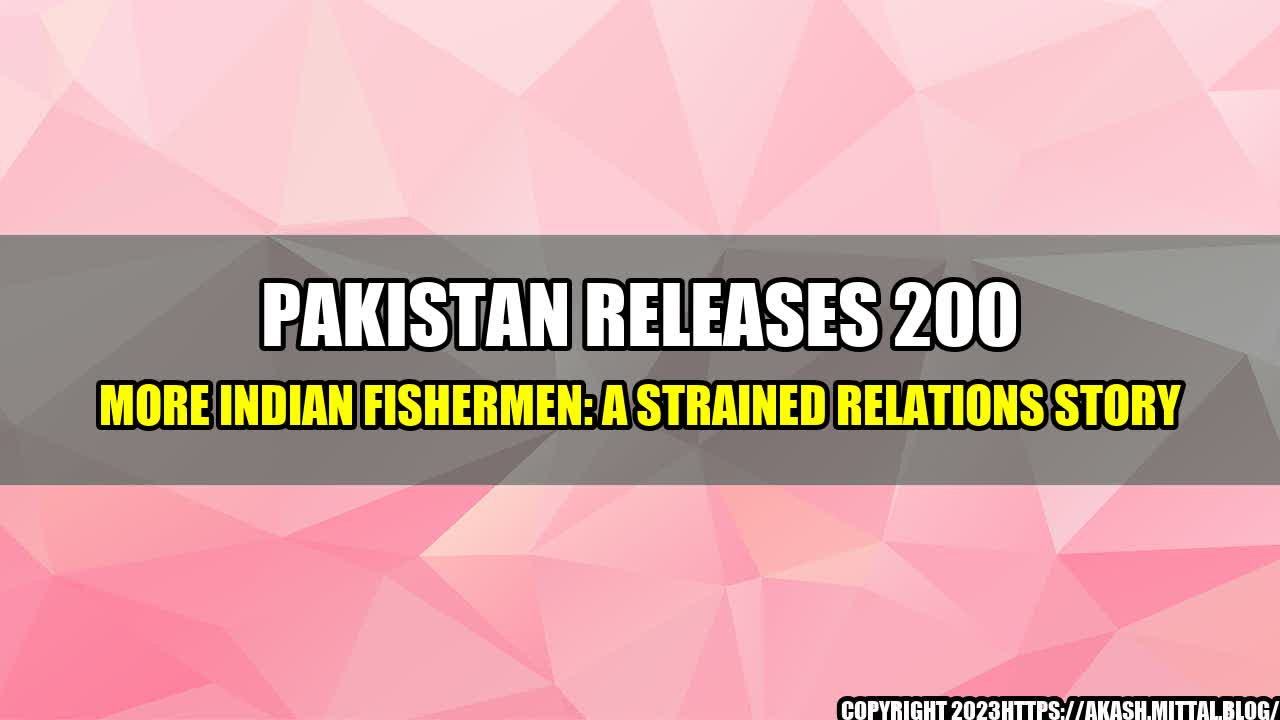 PAKISTAN RELEASES 200
MORE INDIAN FISHERMEN: A STRAINED RELATIONS STORY
COPYRIGHT 2023HTTPS://AKASH.MITTAL.BLOG/